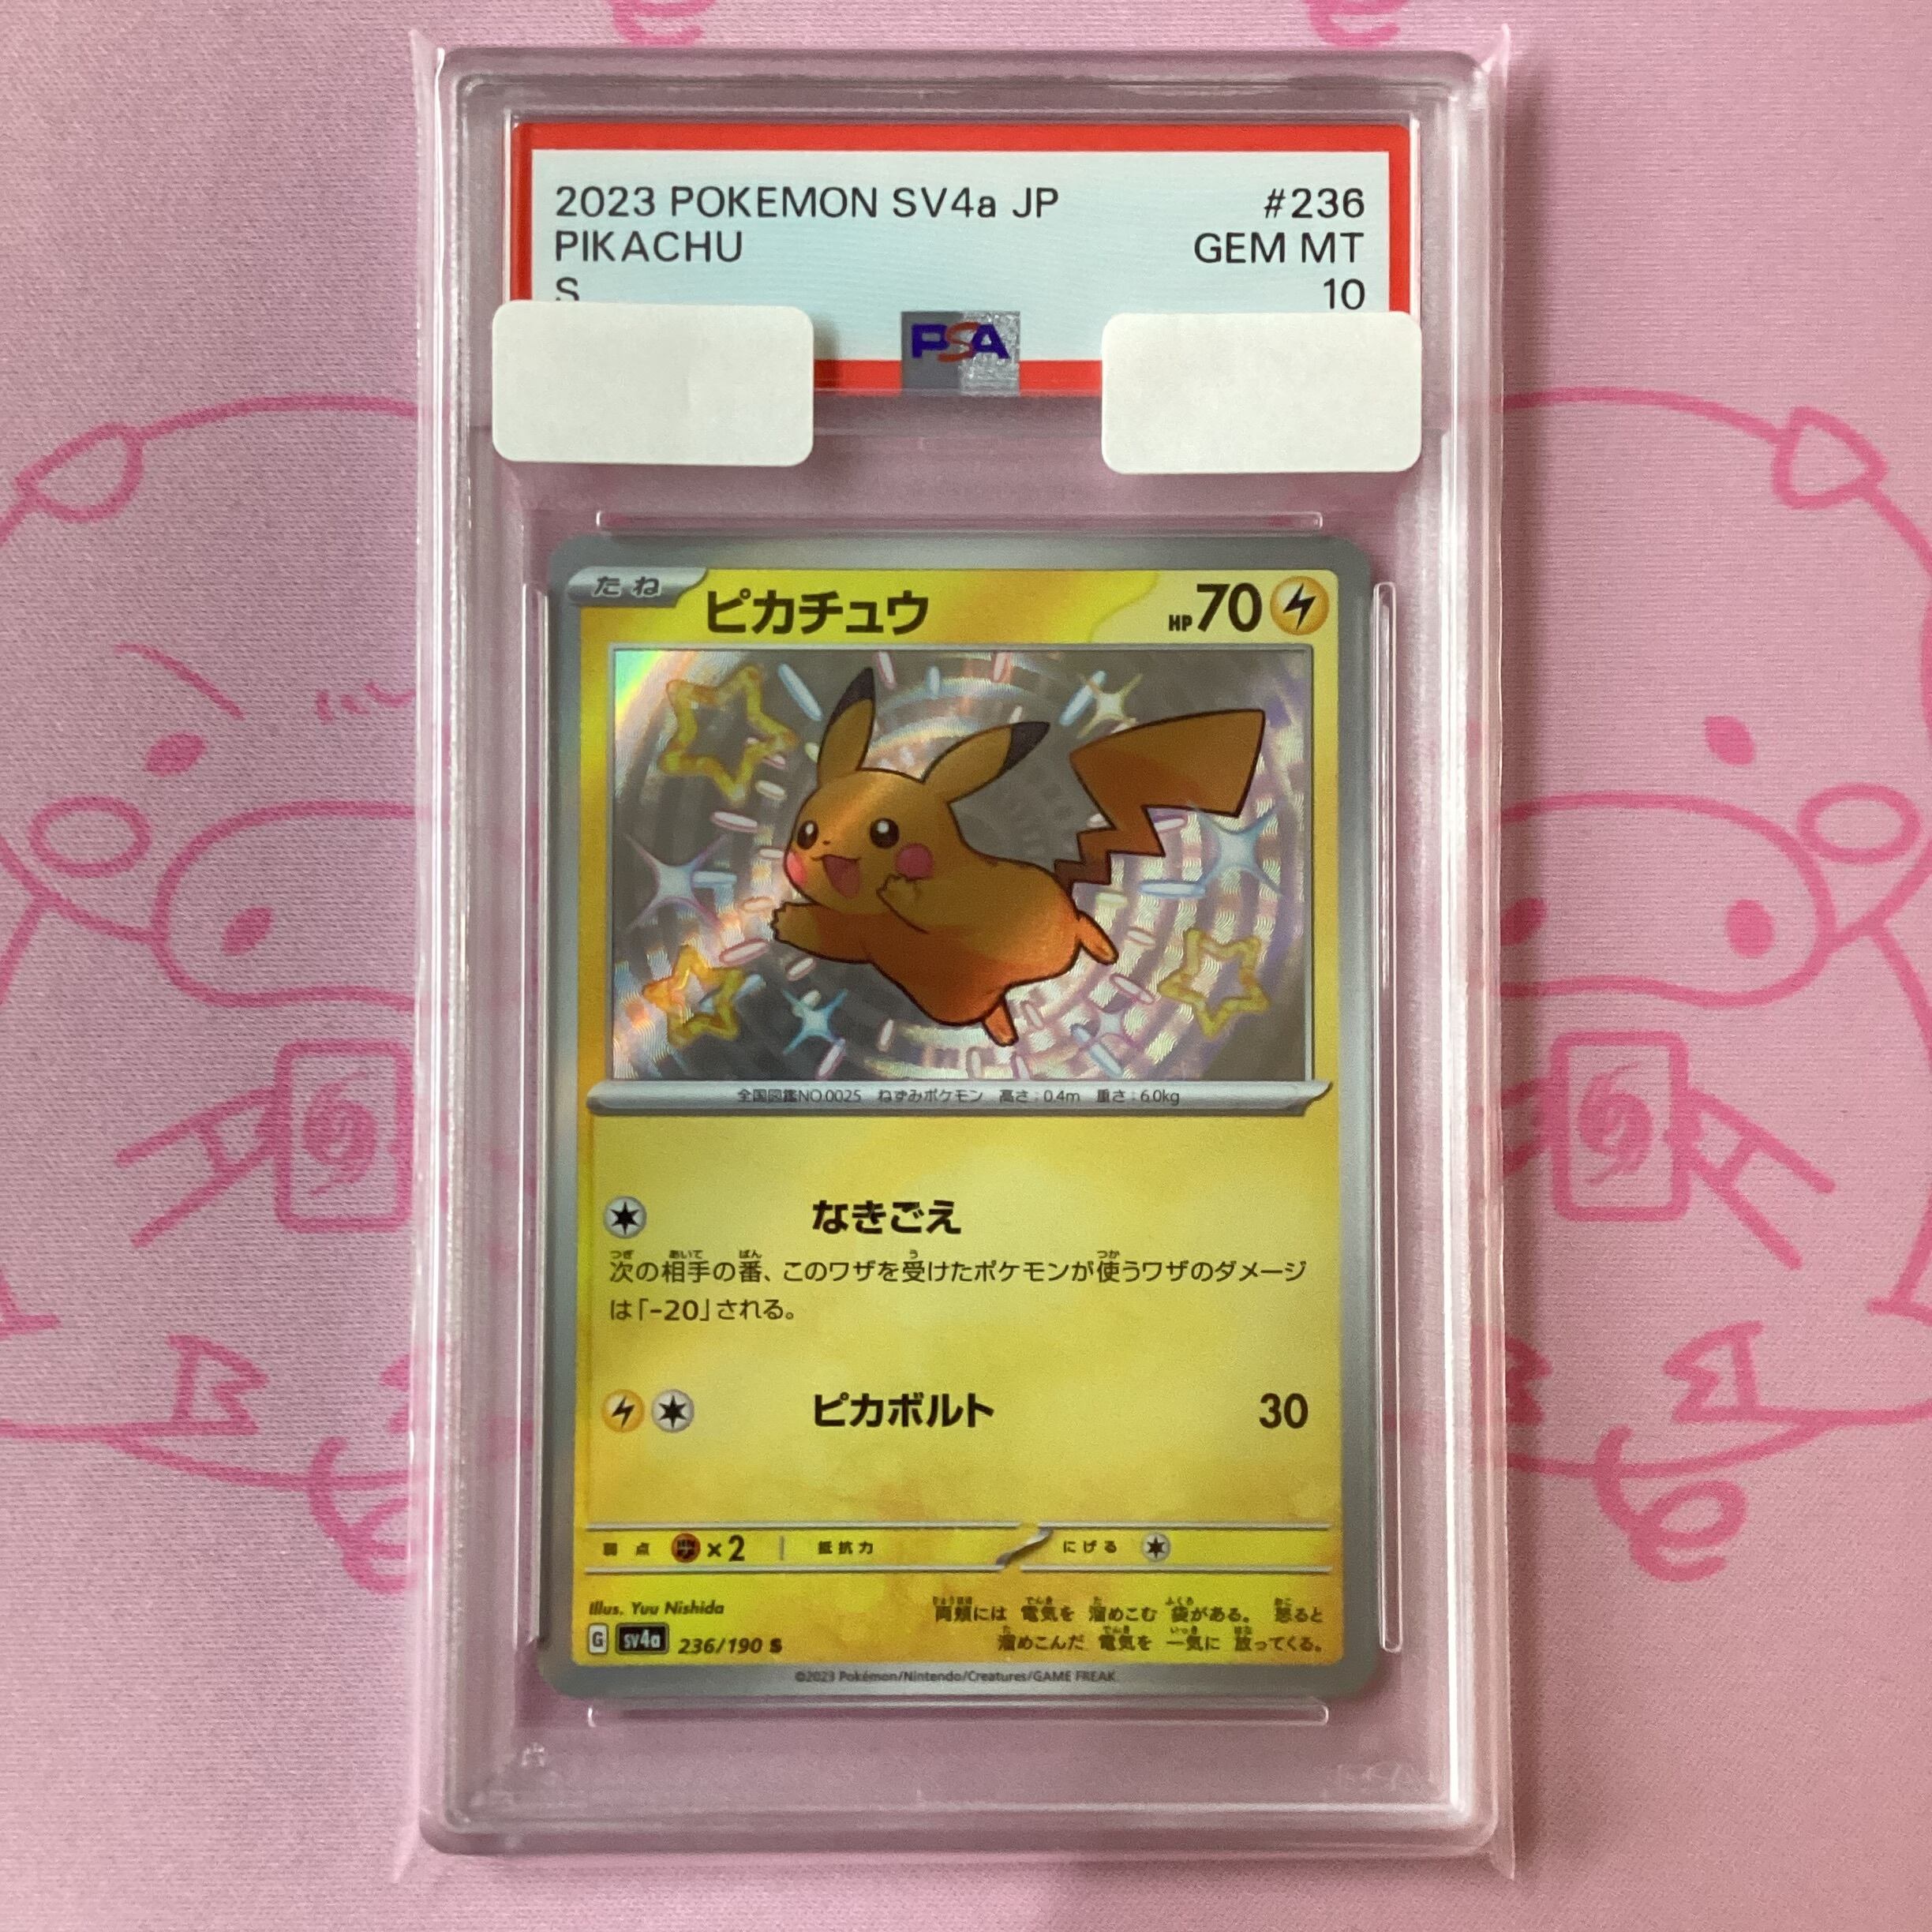 2023 POKEMON SV4a JP #236
PIKACHU GEM MT
S 10
PSA
たね ピカチュウ HP70
全国図鑑NO.0025 ねずみポケモン 高さ:0.4m 重さ:6.0kg
なきごえ
次の相手の番、このワザを受けたポケモンが使うワザのダメージ
は「-20」される。
ピカボルト 30
弱点 ×2 抵抗力 にげる
Illus. Yuu Nishida
両頬には 電気を 溜めこむ 袋がある。 怒ると
溜めこんだ 電気を 一気に 放ってくる。
G SV4a 236/190 S
©2023 Pokémon/Nintendo/Creatures/GAME FREAK